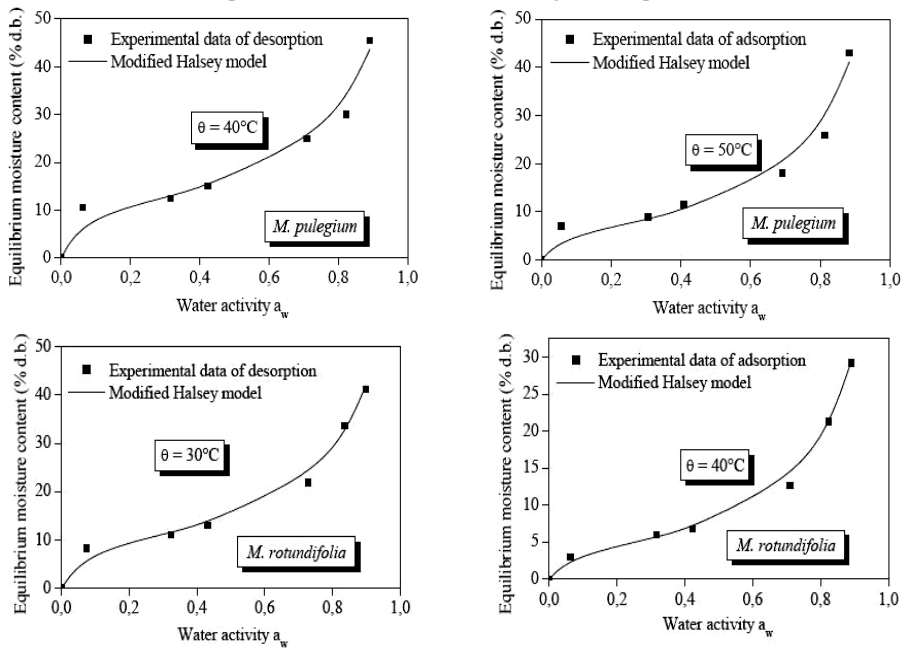 Equilibrium moisture content (% d.b.)
50
40
30
20
10
0
Experimental data of desorption
Modified Halsey model
θ = 40°C
M. pulegium
0,0 0,2 0,4 0,6 0,8 1,0
Water activity aw
Equilibrium moisture content (% d.b.)
50
40
30
20
10
0
Experimental data of adsorption
Modified Halsey model
θ = 50°C
M. pulegium
0,0 0,2 0,4 0,6 0,8 1,0
Water activity aw
Equilibrium moisture content (% d.b.)
50
40
30
20
10
0
Experimental data of desorption
Modified Halsey model
θ = 30°C
M. rotundifolia
0,0 0,2 0,4 0,6 0,8 1,0
Water activity aw
Equilibrium moisture content (% d.b.)
30
25
20
15
10
5
0
Experimental data of adsorption
Modified Halsey model
θ = 40°C
M. rotundifolia
0,0 0,2 0,4 0,6 0,8 1,0
Water activity aw